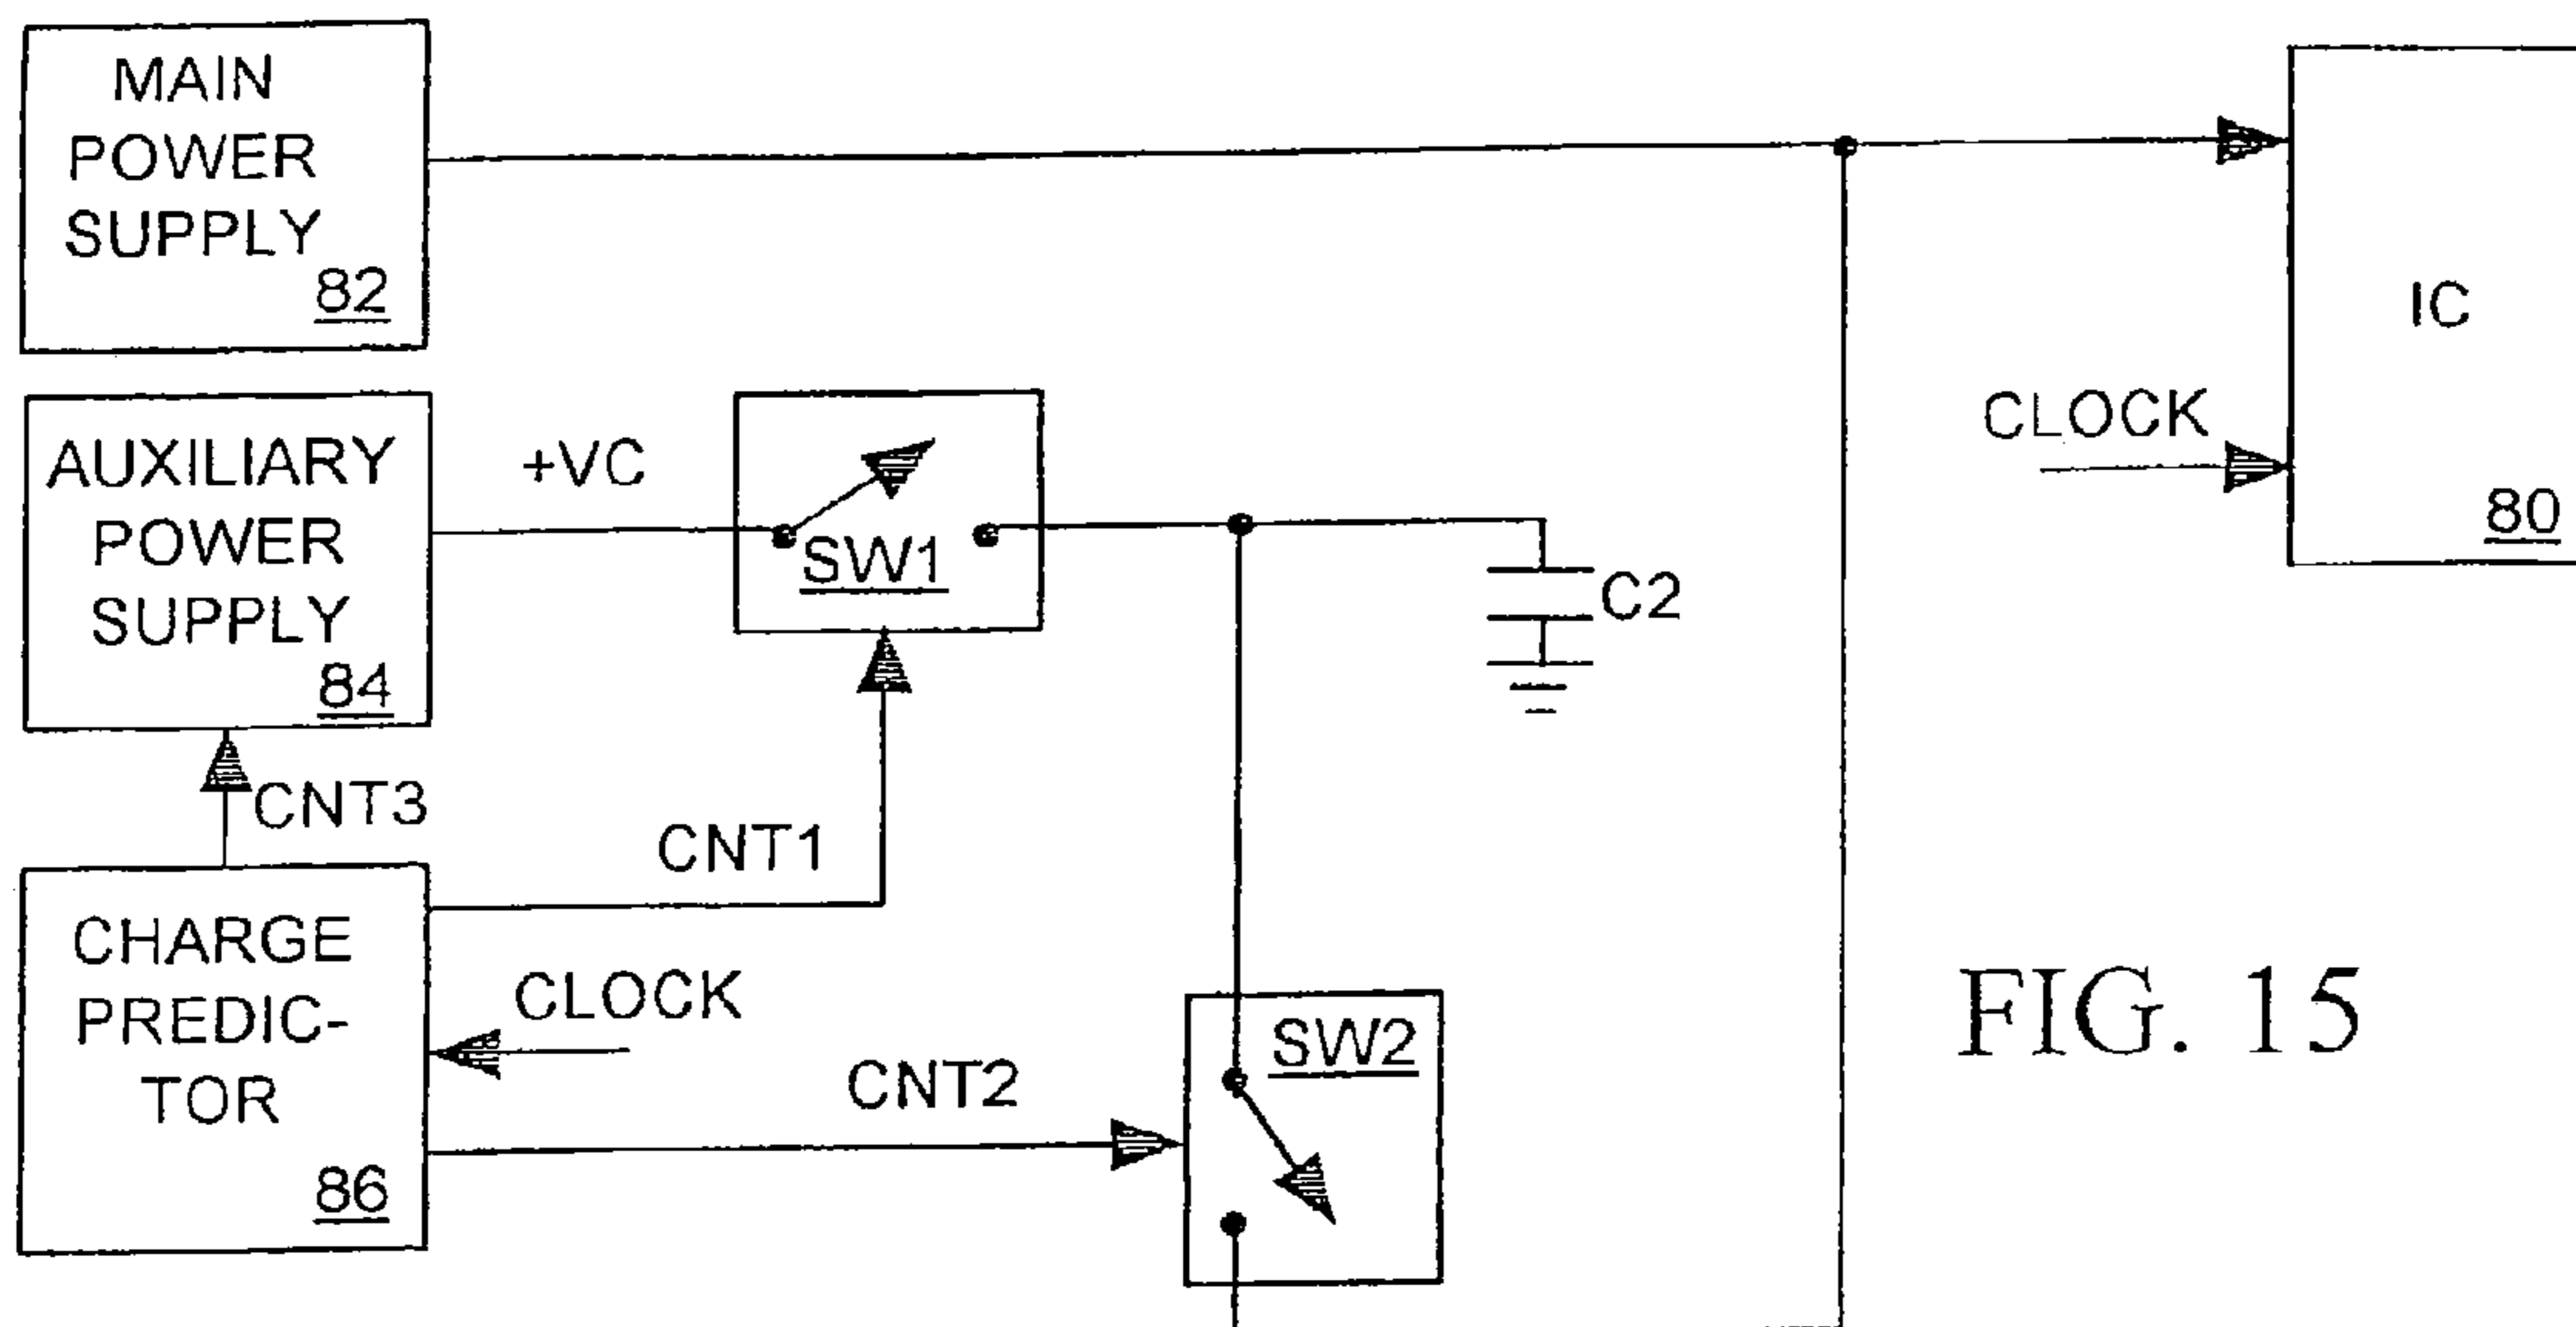 MAIN
POWER
SUPPLY
82
AUXILIARY
POWER
SUPPLY
84
+VC
SW1
C2
CLOCK
IC
80
CNT3
CNT1
CHARGE
PREDIC-
TOR
86
CLOCK
CNT2
SW2
FIG. 15